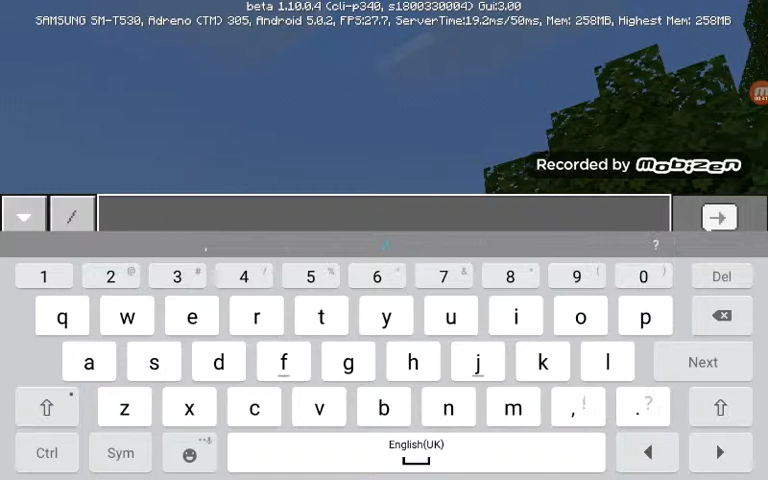 beta 1.10.0.4 (cli-p340, s1800330004) Gui:3.00
SAMSUNG SM-T530, Adreno (TM) 305, Android 5.0.2, FPS:27.7, ServerTime:19.2ms/50ms, Mem: 258MB, Highest Mem: 258MB
Recorded by mobizen
/
, / ?
1 2 @ 3 # 4 / 5 % 6 ^ 7 & 8 * 9 ( 0 ) Del
q w e r t y u i o p
a s d f g h j k l Next
z x c v b n m , ! . ?
Ctrl Sym English(UK)